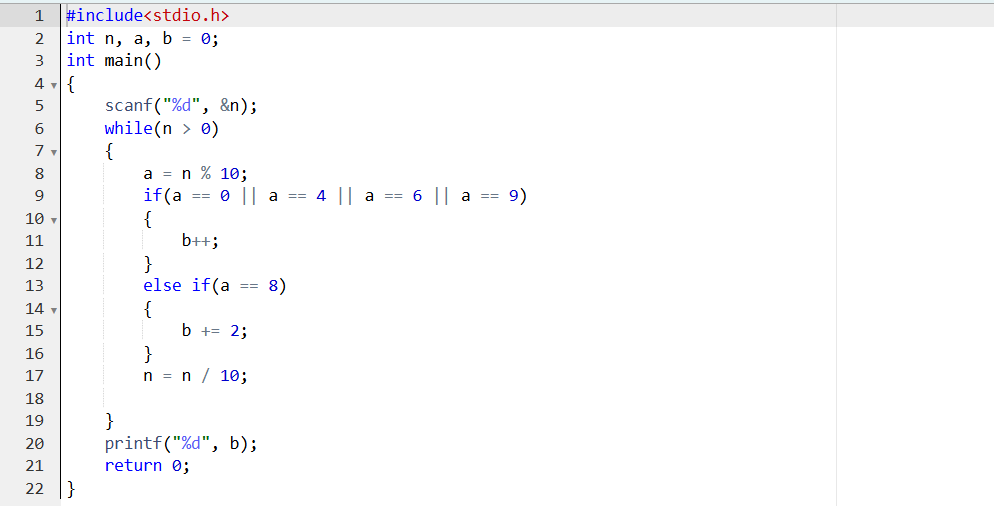 1 #include<stdio.h>
2 int n, a, b = 0;
3 int main()
4 {
5 scanf("%d", &n);
6 while(n > 0)
7 {
8 a = n % 10;
9 if(a == 0 || a == 4 || a == 6 || a == 9)
10 {
11 b++;
12 }
13 else if(a == 8)
14 {
15 b += 2;
16 }
17 n = n / 10;
18
19 }
20 printf("%d", b);
21 return 0;
22 }